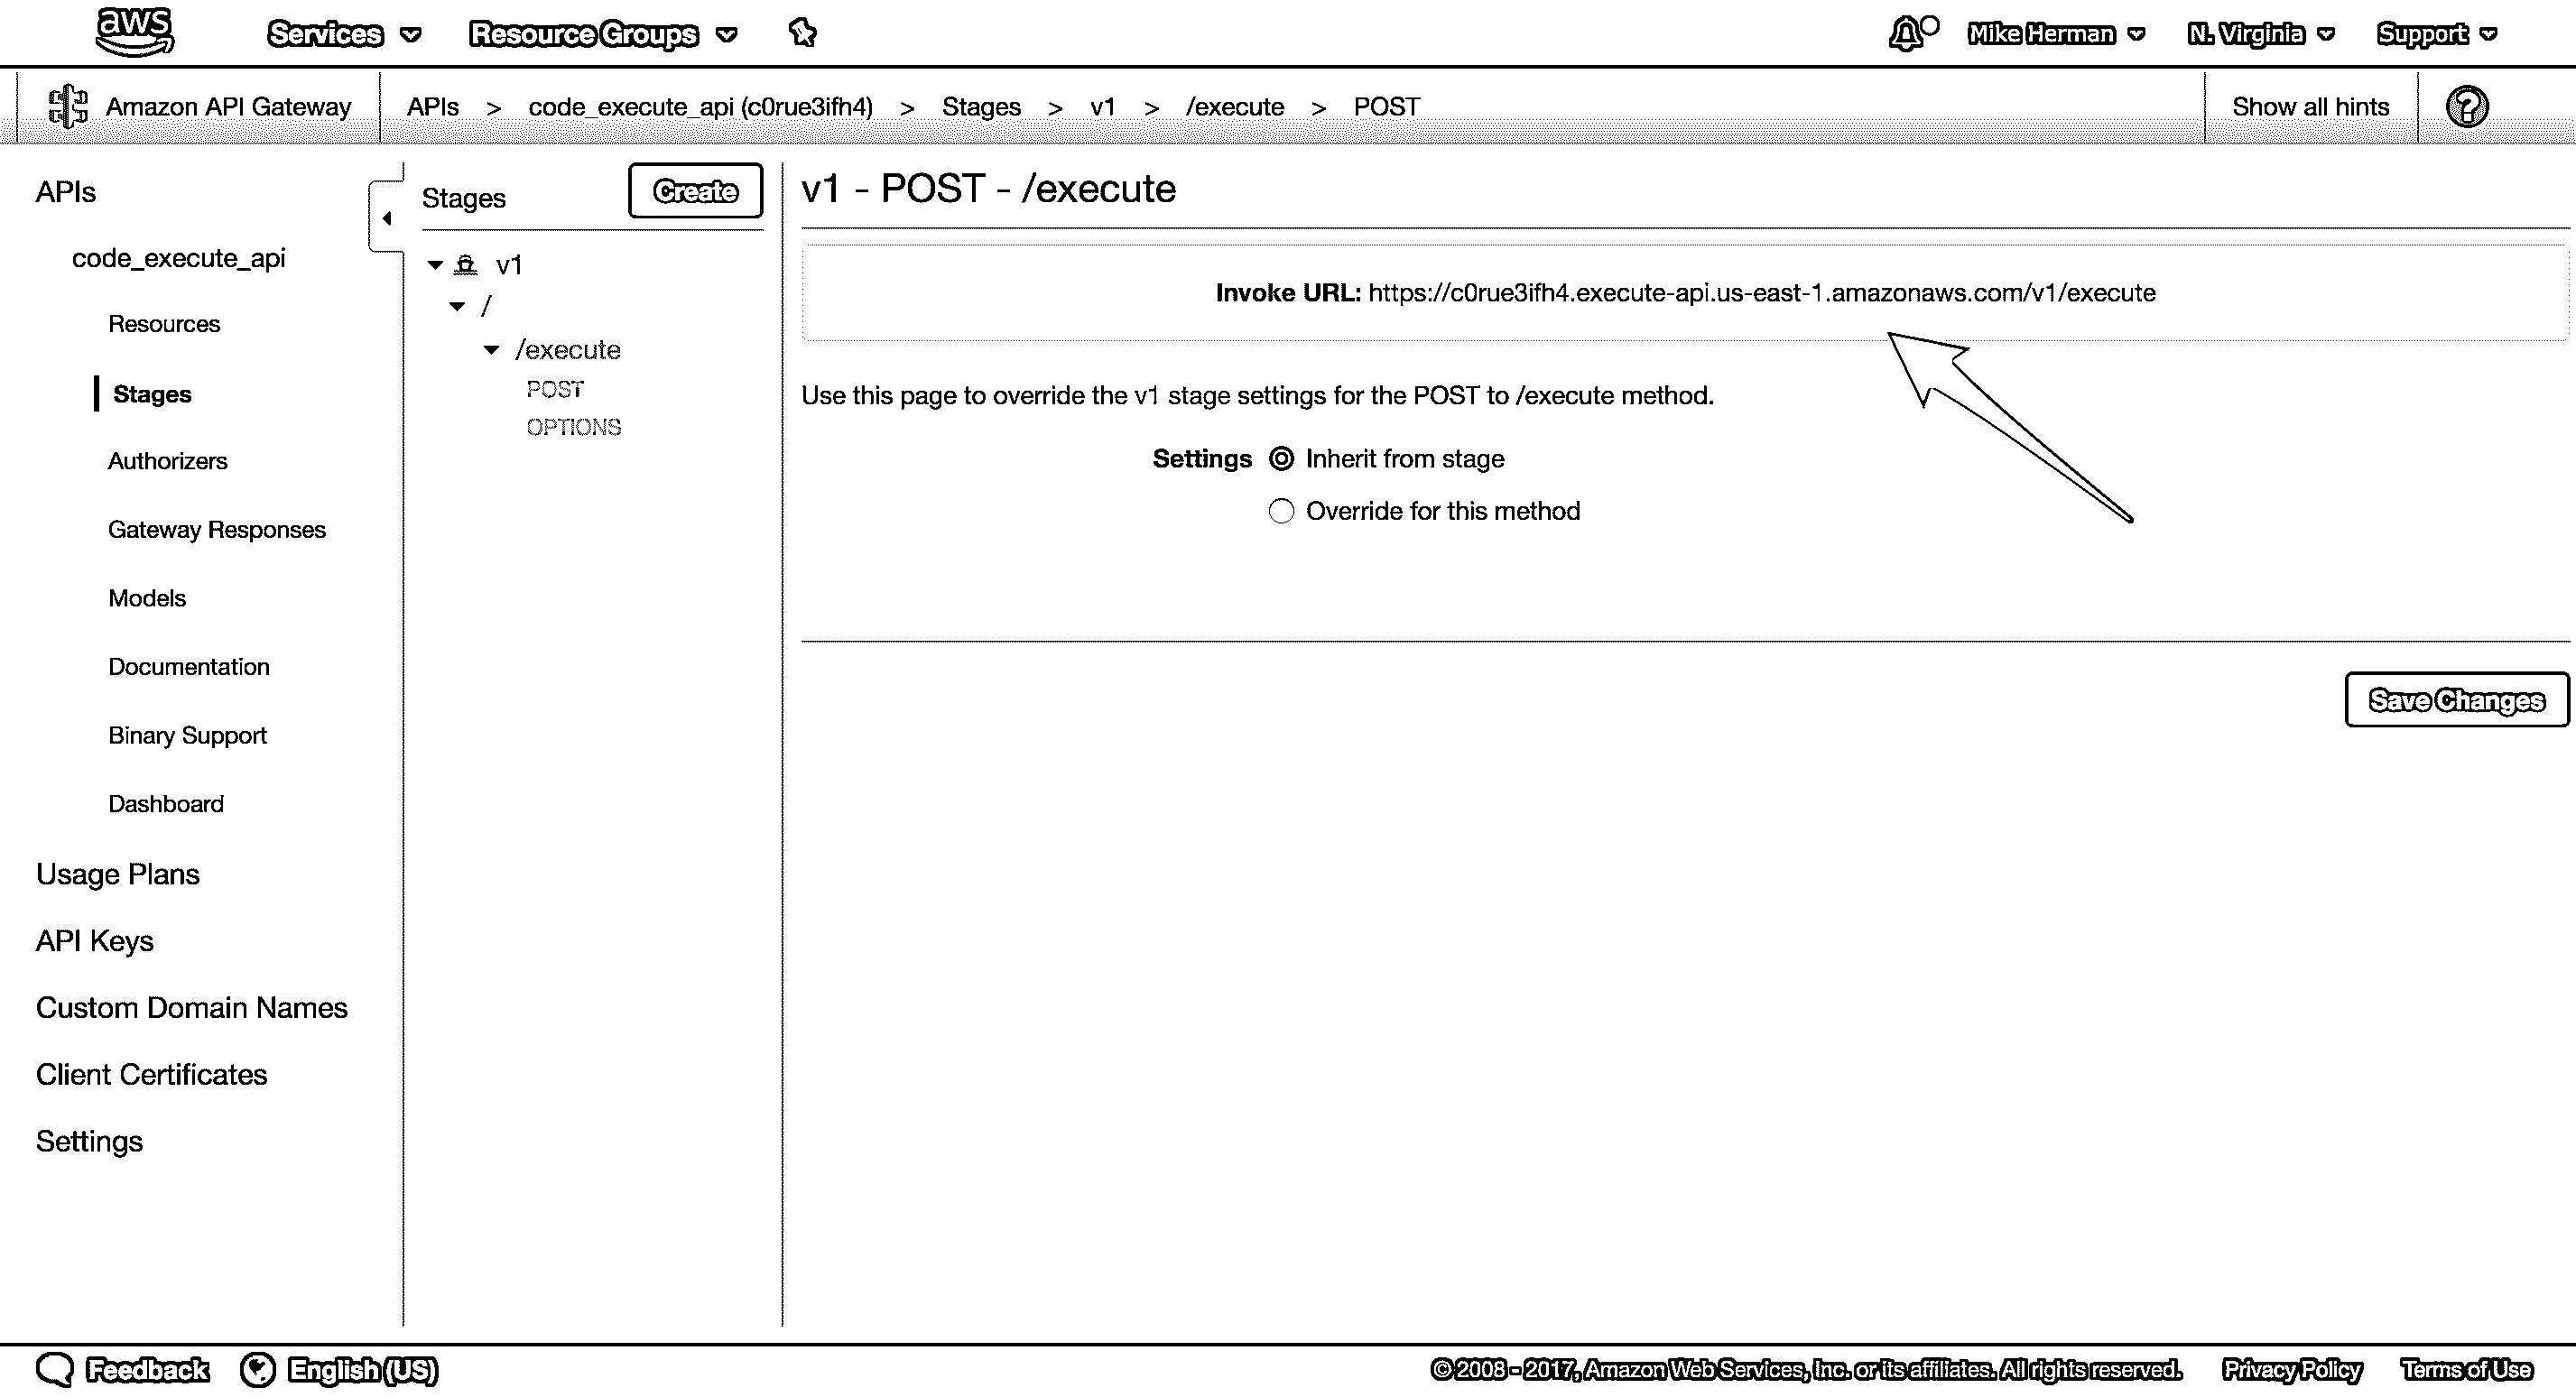 aws Services Resource Groups Mike Herman N. Virginia Support
Amazon API Gateway APIs > code_execute_api (c0rue3ifh4) > Stages > v1 > /execute > POST Show all hints ?
APIs
code_execute_api
Resources
Stages
Authorizers
Gateway Responses
Models
Documentation
Binary Support
Dashboard
Usage Plans
API Keys
Custom Domain Names
Client Certificates
Settings
Stages Create
v1
/
/execute
POST
OPTIONS
v1 - POST - /execute
Invoke URL: https://c0rue3ifh4.execute-api.us-east-1.amazonaws.com/v1/execute
Use this page to override the v1 stage settings for the POST to /execute method.
Settings Inherit from stage
Override for this method
Save Changes
Feedback English (US) © 2008 - 2017, Amazon Web Services, Inc. or its affiliates. All rights reserved. Privacy Policy Terms of Use